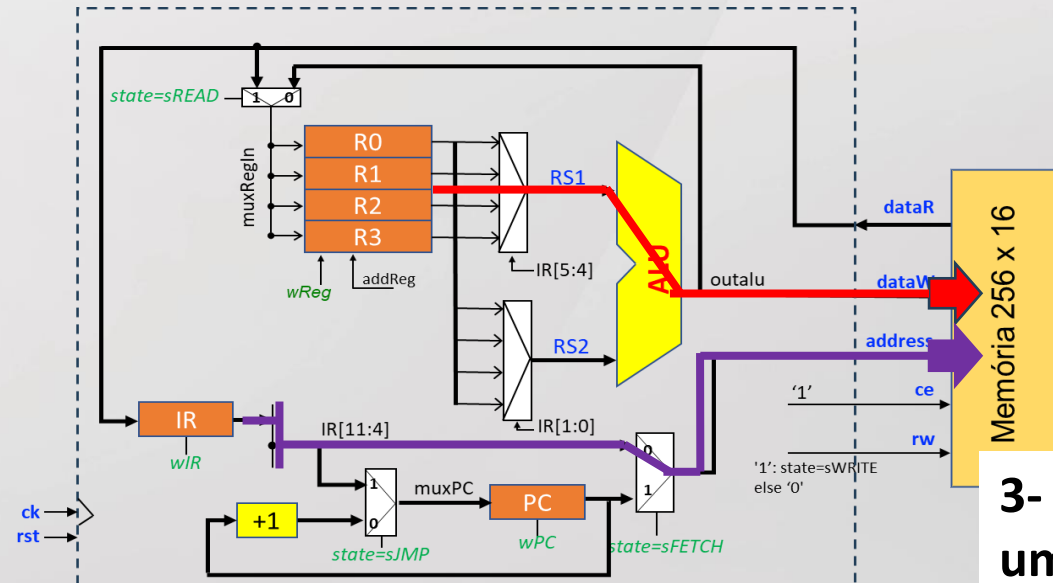 state=sREAD
1 0
muxRegIn
R0
R1
R2
R3
wReg
addReg
RS1
IR[5:4]
RS2
IR[1:0]
ALU
outalu
dataR
dataW
address
ce
rw
'1'
'1': state=sWRITE
else '0'
Memória 256 x 16
IR
wIR
IR[11:4]
1
0
muxPC
PC
wPC
0
1
+1
state=sJMP
state=sFETCH
ck
rst
3-
um